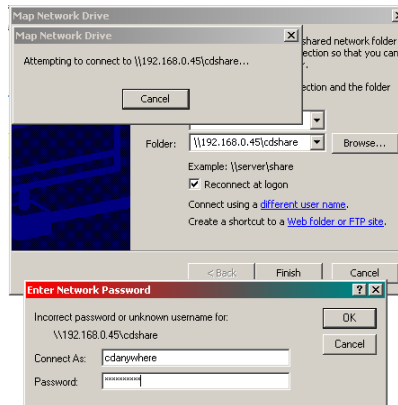 Map Network Drive
Map Network Drive
Attempting to connect to \\192.168.0.45\cdshare...
Cancel
shared network folder
ection so that you can
ection and the folder
Folder:
\\192.168.0.45\cdshare
Browse...
Example: \\server\share
Reconnect at logon
Connect using a different user name.
Create a shortcut to a Web folder or FTP site.
< Back
Finish
Cancel
Enter Network Password
Incorrect password or unknown username for:
OK
\\192.168.0.45\cdshare
Cancel
Connect As:
cdanywhere
Password: